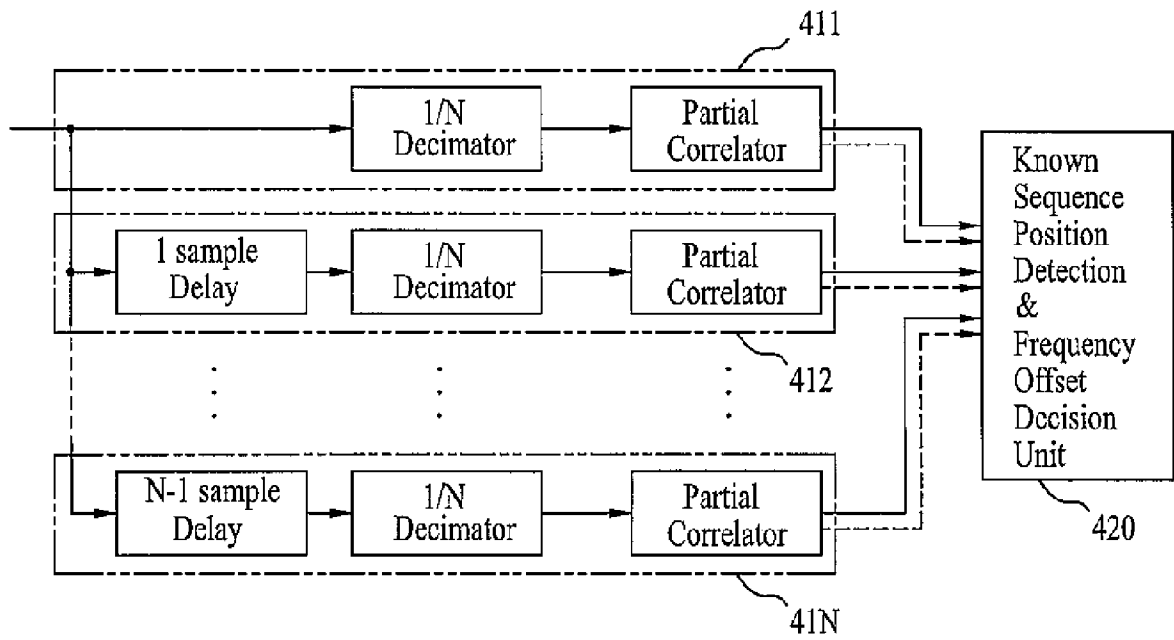 411
1/N
Decimator
Partial
Correlator
1 sample
Delay
1/N
Decimator
Partial
Correlator
412
N-1 sample
Delay
1/N
Decimator
Partial
Correlator
41N
Known
Sequence
Position
Detection
&
Frequency
Offset
Decision
Unit
420